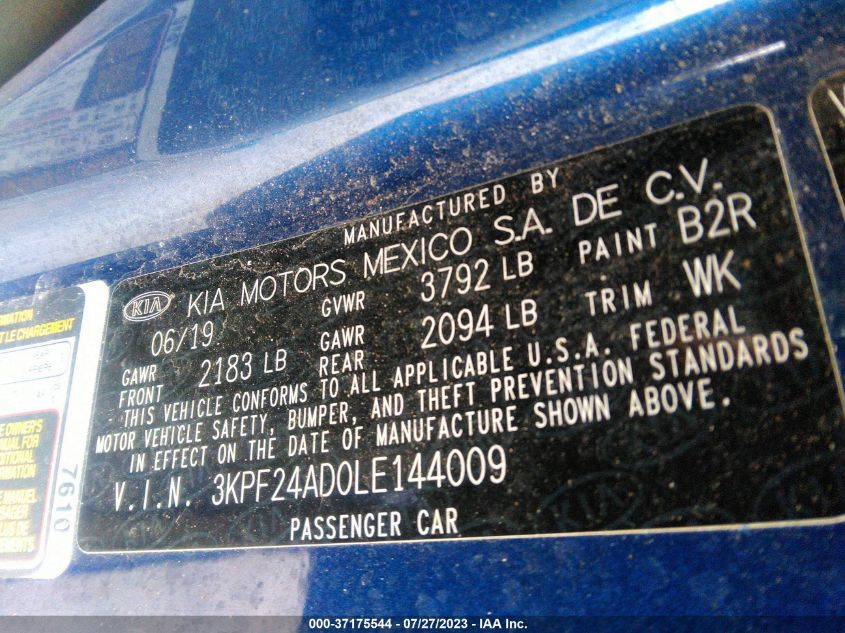 MANUFACTURED BY
KIA KIA MOTORS MEXICO S.A. DE C.V.
06/19 GVWR 3792 LB PAINT B2R
GAWR FRONT 2183 LB GAWR REAR 2094 LB TRIM WK
THIS VEHICLE CONFORMS TO ALL APPLICABLE U.S.A. FEDERAL
MOTOR VEHICLE SAFETY, BUMPER, AND THEFT PREVENTION STANDARDS
IN EFFECT ON THE DATE OF MANUFACTURE SHOWN ABOVE.
V.I.N. 3KPF24AD0LE144009
PASSENGER CAR
7610
000-37175544 / 07/27/2023 - IAA Inc.